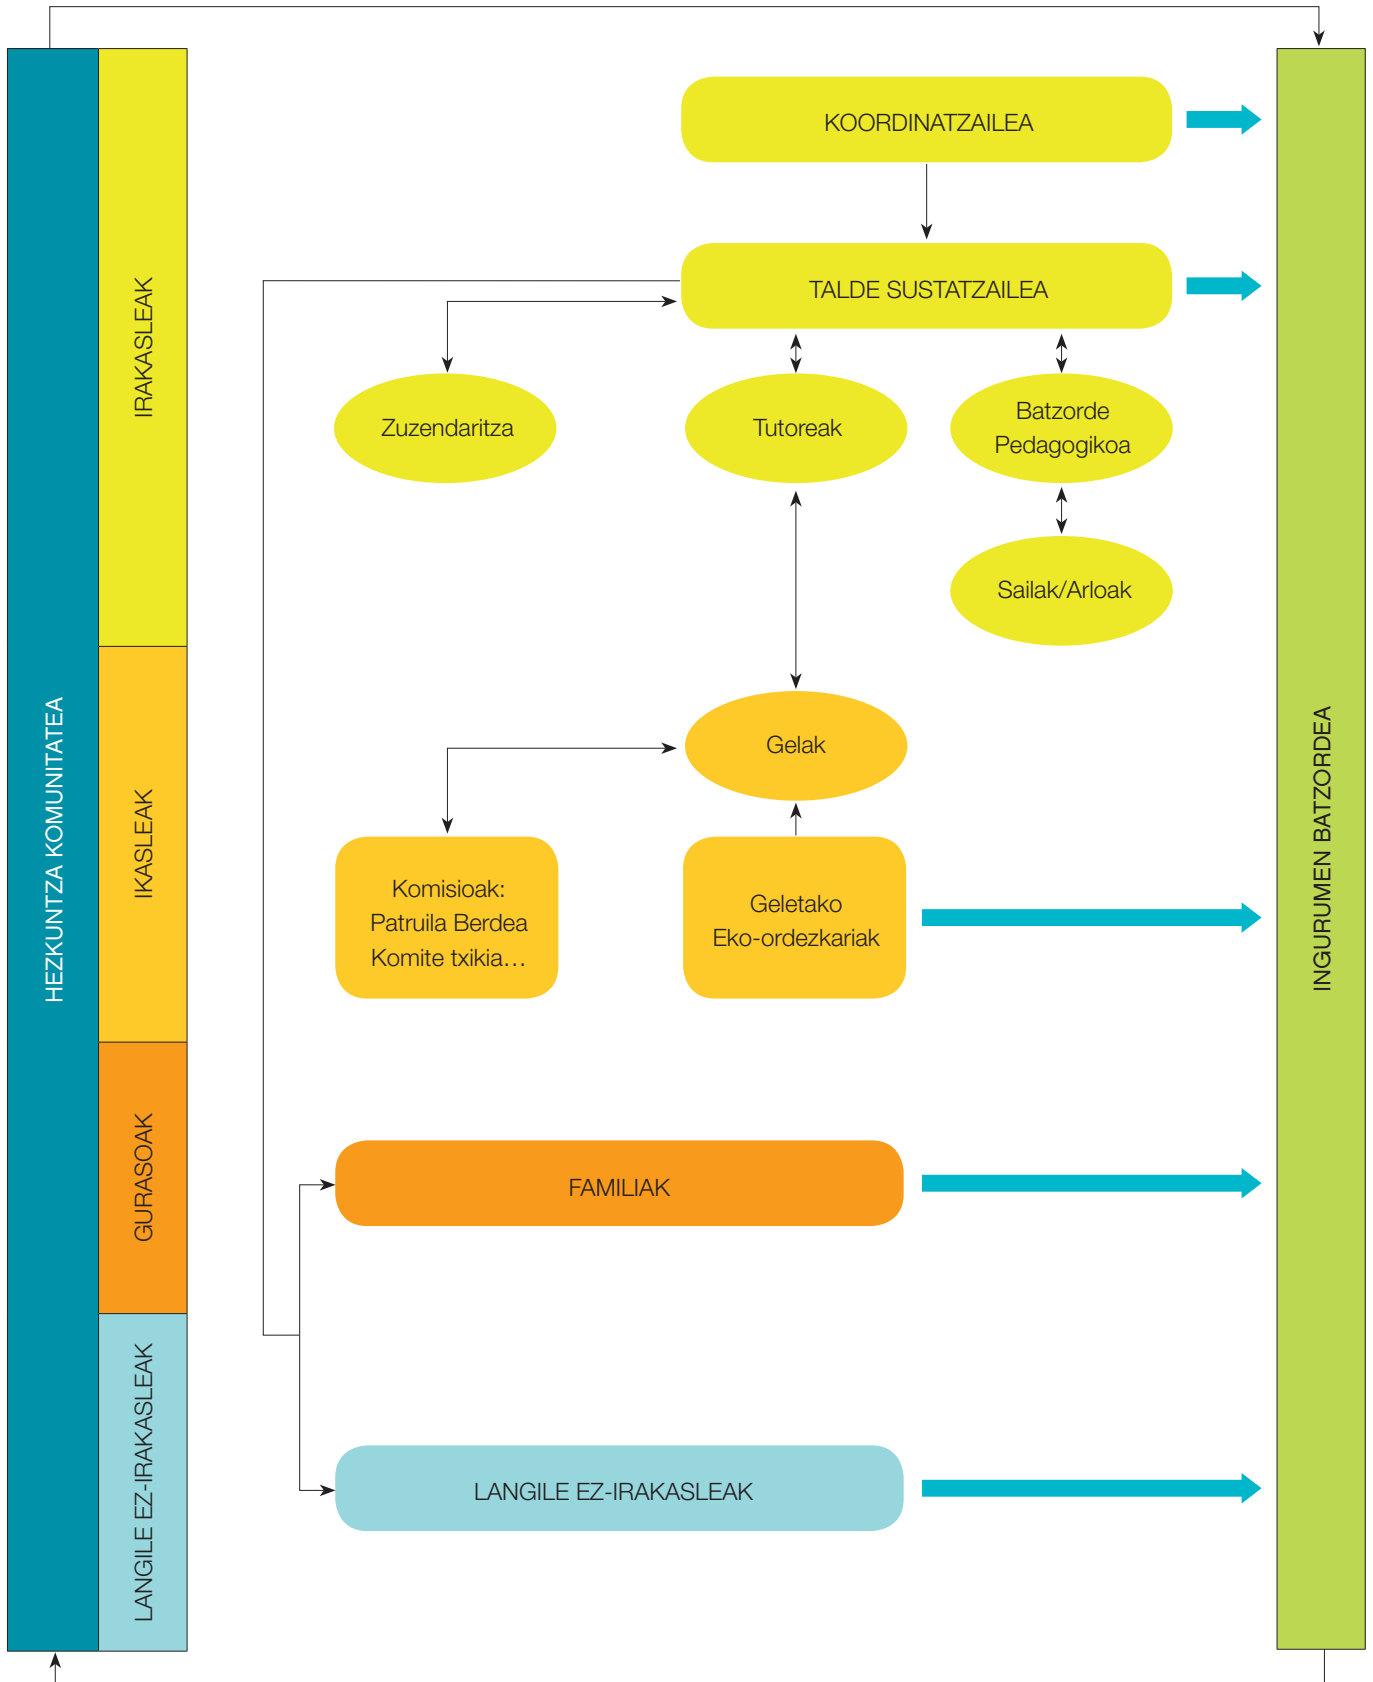 HEZKUNTZA KOMUNITATEA
IRAKASLEAK
IKASLEAK
GURASOAK
LANGILE EZ-IRAKASLEAK
KOORDINATZAILEA
TALDE SUSTATZAILEA
Zuzendaritza
Tutoreak
Batzorde
Pedagogikoa
Sailak/Arloak
Gelak
Komisioak:
Patruila Berdea
Komite txikia…
Geletako
Eko-ordezkariak
FAMILIAK
LANGILE EZ-IRAKASLEAK
INGURUMEN BATZORDEA